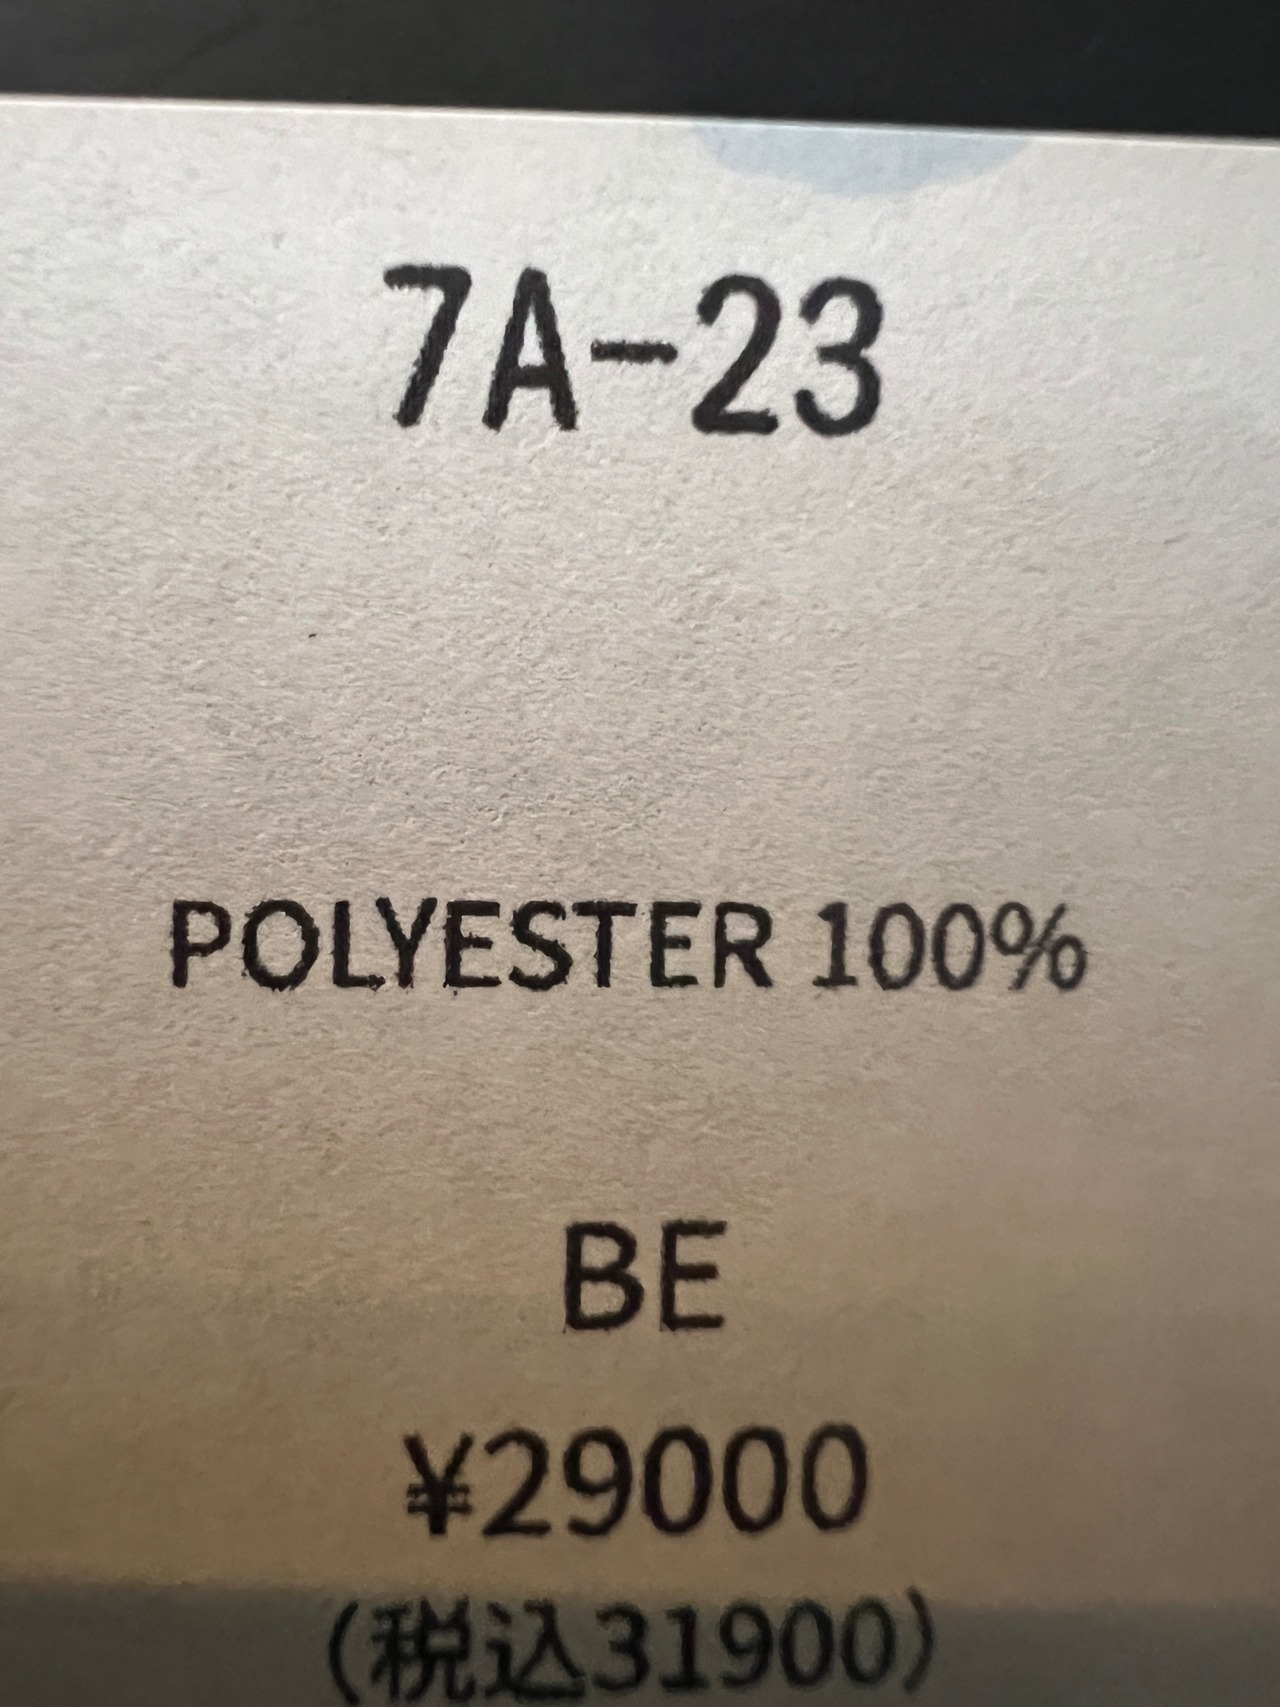 7A-23
POLYESTER 100%
BE
¥29000
(税込31900)